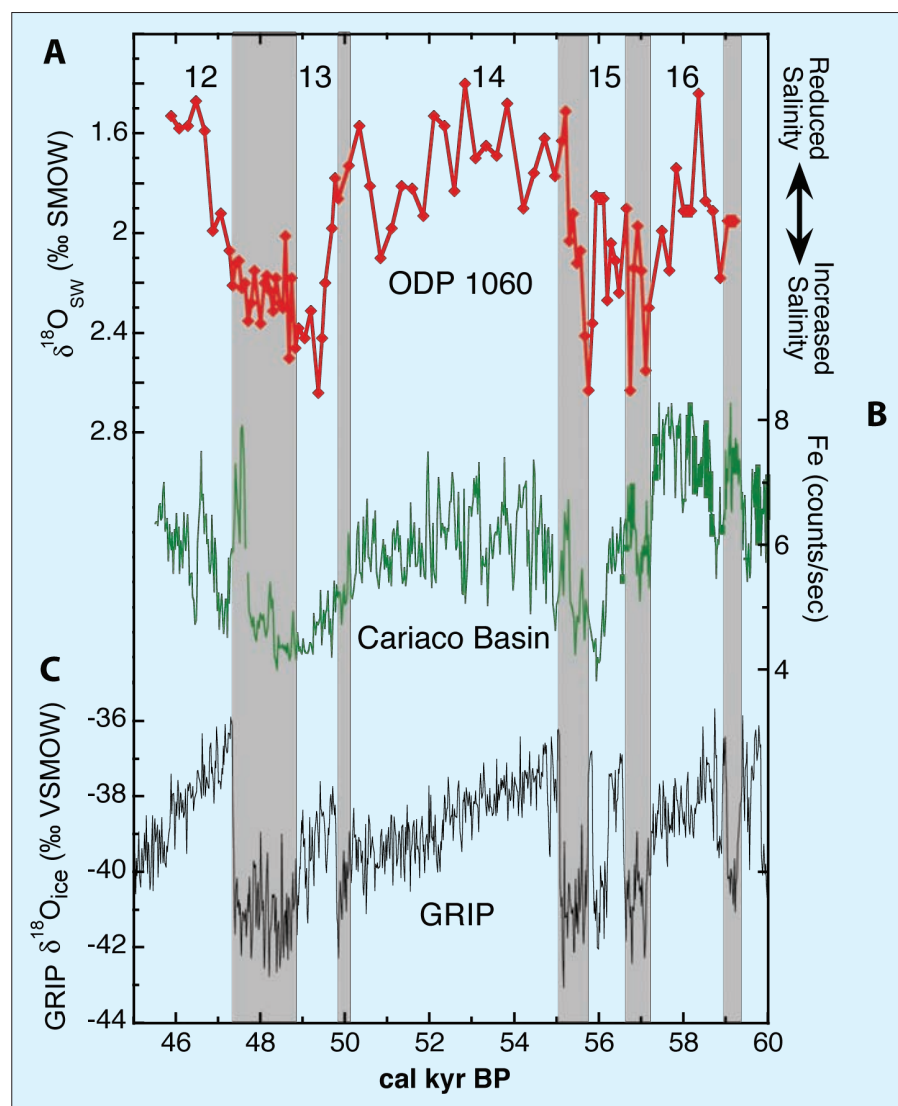 A
12 13 14 15 16
Reduced
Salinity
Increased
Salinity
1.6
2
2.4
2.8
δ¹⁸O_SW (‰ SMOW)
ODP 1060
B
8
6
4
Fe (counts/sec)
Cariaco Basin
C
-36
-38
-40
-42
-44
GRIP δ¹⁸O_ice (‰ VSMOW)
GRIP
46 48 50 52 54 56 58 60
cal kyr BP